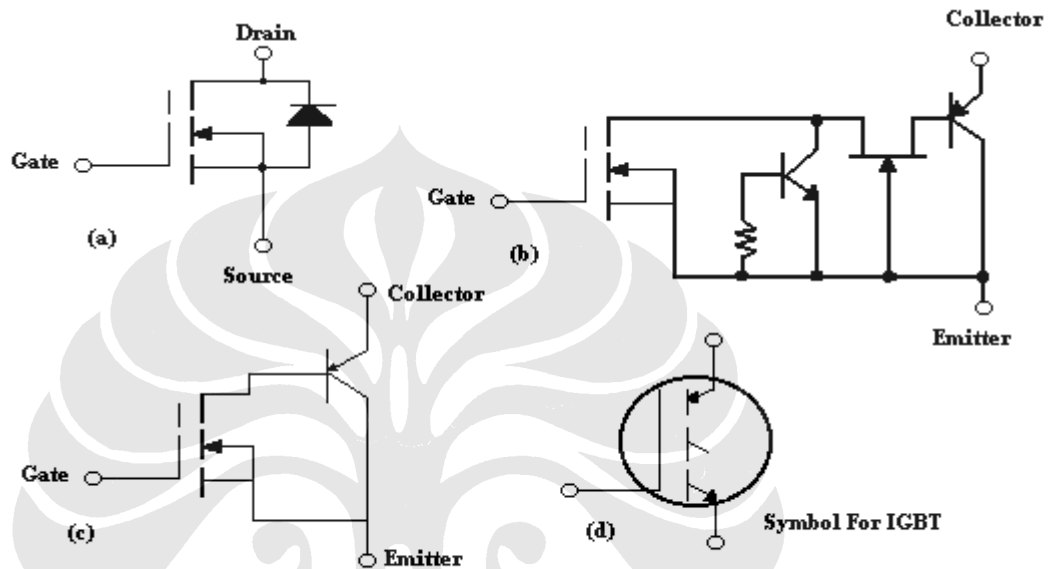 Drain
Gate
(a)
Source
Collector
Gate
(b)
Emitter
Collector
Gate
(c)
Emitter
(d)
Symbol For IGBT